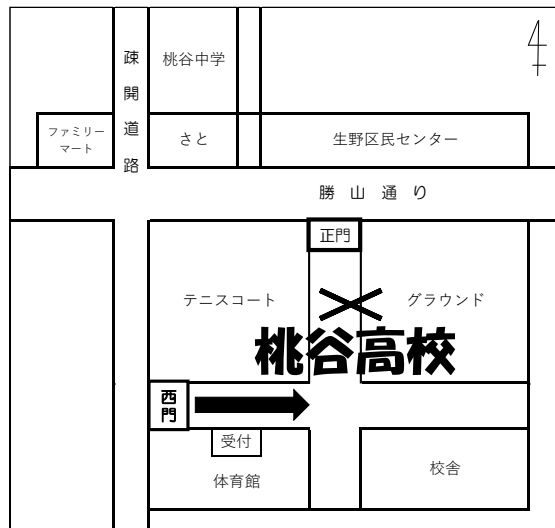 疎開道路
桃谷中学
ファミリー
マート
さと
生野区民センター
勝山通り
正門
テニスコート
グラウンド
桃谷高校
西門
受付
体育館
校舎